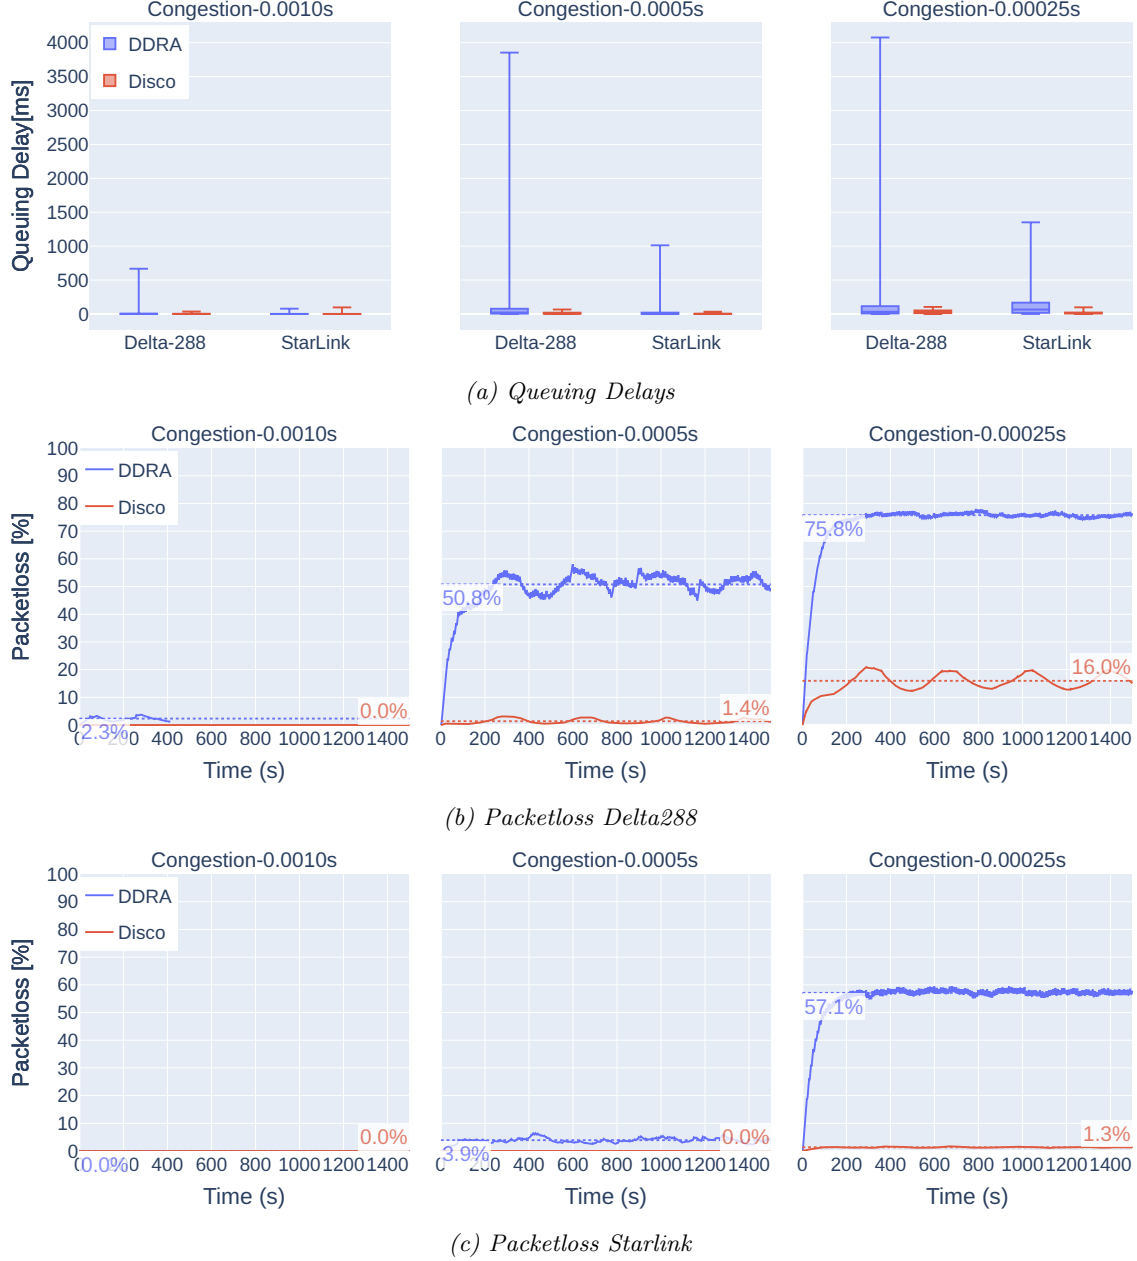 Congestion-0.0010s Congestion-0.0005s Congestion-0.00025s
Queuing Delay[ms]
4000
3500
3000
2500
2000
1500
1000
500
0
DDRA
Disco
Delta-288 StarLink Delta-288 StarLink Delta-288 StarLink
(a) Queuing Delays
Congestion-0.0010s Congestion-0.0005s Congestion-0.00025s
Packetloss [%]
100
90
80
70
60
50
40
30
20
10
0
DDRA
Disco
2.3%
0.0%
50.8%
1.4%
75.8%
16.0%
200 400 600 800 1000 1200 1400 0 200 400 600 800 1000 1200 1400 0 200 400 600 800 1000 1200 1400
Time (s) Time (s) Time (s)
(b) Packetloss Delta288
Congestion-0.0010s Congestion-0.0005s Congestion-0.00025s
Packetloss [%]
100
90
80
70
60
50
40
30
20
10
0
DDRA
Disco
0.0%
0.0%
3.9%
0.0%
57.1%
1.3%
0 200 400 600 800 1000 1200 1400 0 200 400 600 800 1000 1200 1400 0 200 400 600 800 1000 1200 1400
Time (s) Time (s) Time (s)
(c) Packetloss Starlink